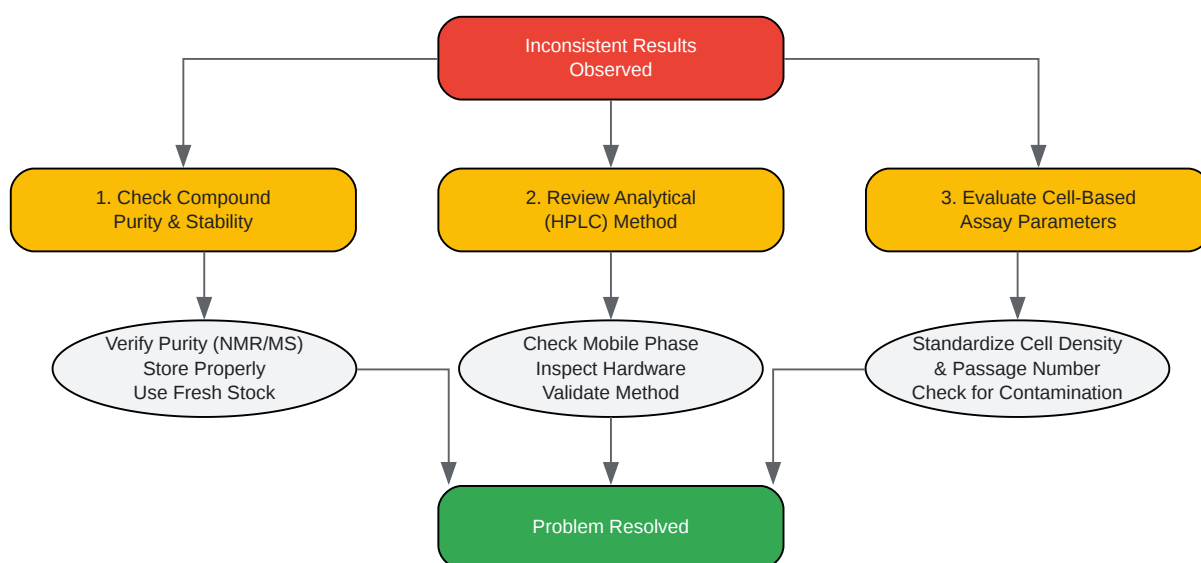 Inconsistent Results
Observed
1. Check Compound
Purity & Stability
2. Review Analytical
(HPLC) Method
3. Evaluate Cell-Based
Assay Parameters
Verify Purity (NMR/MS)
Store Properly
Use Fresh Stock
Check Mobile Phase
Inspect Hardware
Validate Method
Standardize Cell Density
& Passage Number
Check for Contamination
Problem Resolved